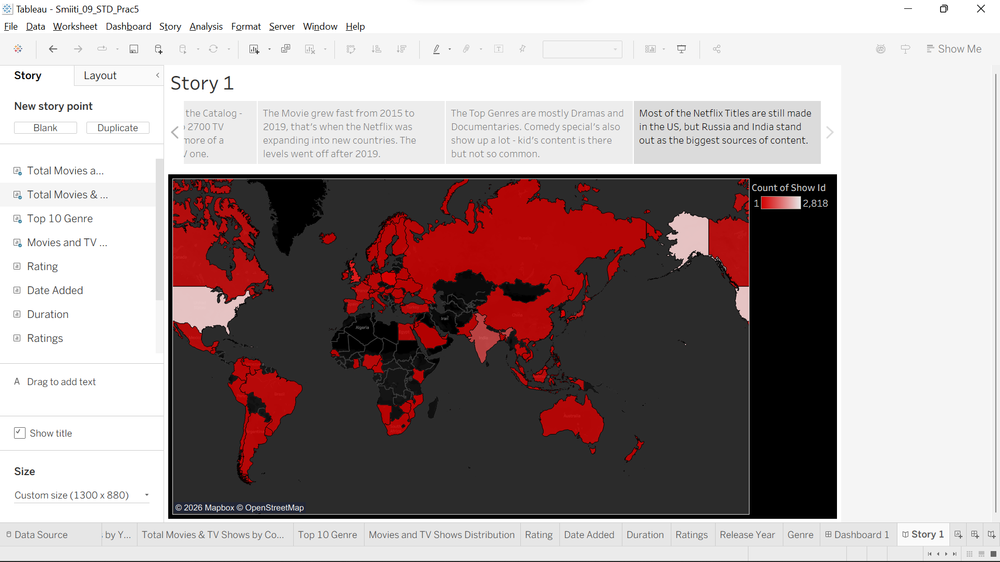 Tableau - Smiiti_09_STD_Prac5
File Data Worksheet Dashboard Story Analysis Format Server Window Help
Show Me
Story Layout
New story point
Blank Duplicate
Total Movies a...
Total Movies & ...
Top 10 Genre
Movies and TV ...
Rating
Date Added
Duration
Ratings
A Drag to add text
Show title
Size
Custom size (1300 x 880)
Story 1
the Catalog -
2700 TV
more of a
one.
The Movie grew fast from 2015 to
2019, that's when the Netflix was
expanding into new countries. The
levels went off after 2019.
The Top Genres are mostly Dramas and
Documentaries. Comedy special's also
show up a lot - kid's content is there
but not so common.
Most of the Netflix Titles are still made
in the US, but Russia and India stand
out as the biggest sources of content.
Count of Show Id
1 2,818
Russia
Canada
France
Spain
Turkey
China
Japan
Iran
Algeria
Egypt
India
Mexico
Brazil
Peru
Australia
Argentina
South
Africa
© 2026 Mapbox © OpenStreetMap
Data Source by Y... Total Movies & TV Shows by Co... Top 10 Genre Movies and TV Shows Distribution Rating Date Added Duration Ratings Release Year Genre Dashboard 1 Story 1